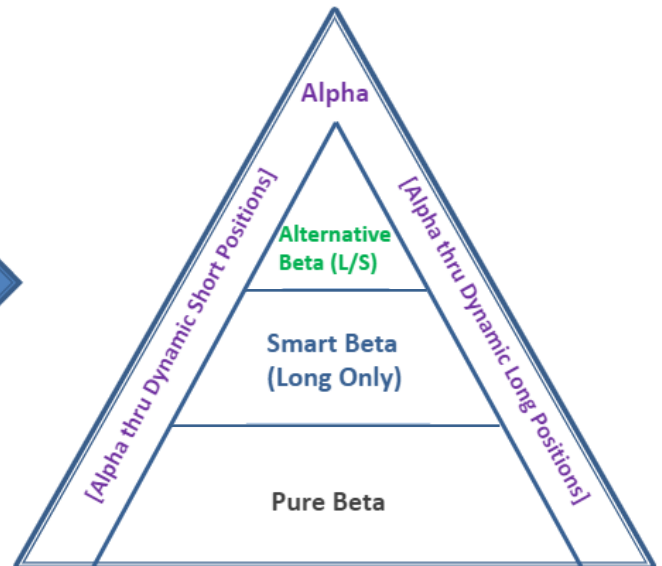 Alpha
[Alpha thru Dynamic Short Positions]
[Alpha thru Dynamic Long Positions]
Alternative
Beta (L/S)
Smart Beta
(Long Only)
Pure Beta